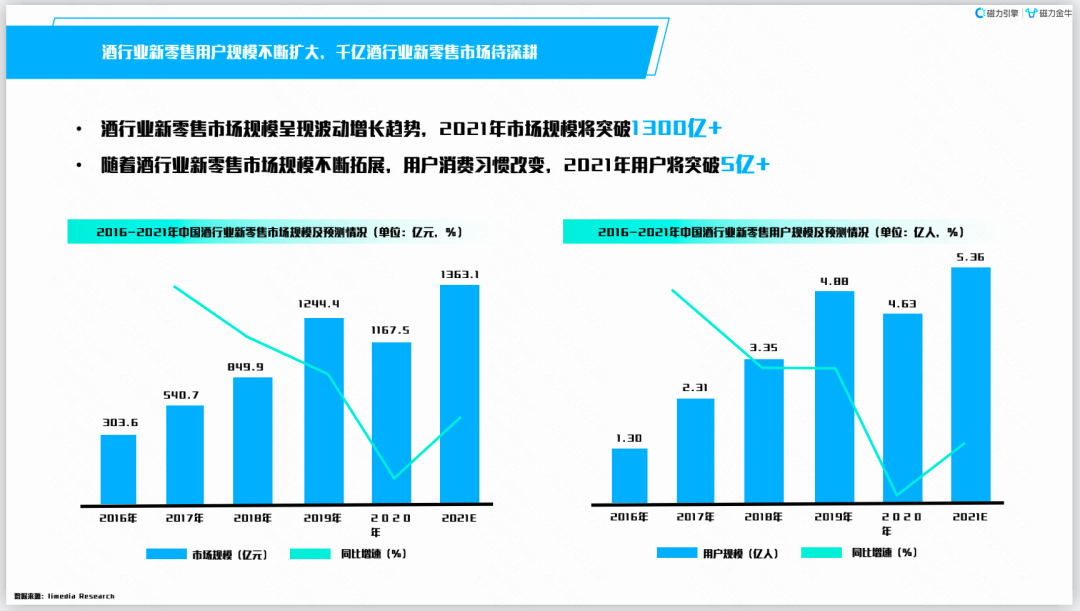 磁力引擎 磁力金牛
酒行业新零售用户规模不断扩大，千亿酒行业新零售市场待深耕
• 酒行业新零售市场规模呈现波动增长趋势，2021年市场规模将突破1300亿+
• 随着酒行业新零售市场规模不断拓展，用户消费习惯改变，2021年用户将突破5亿+
2016-2021年中国酒行业新零售市场规模及预测情况（单位：亿元，%）
303.6
540.7
849.9
1244.4
1167.5
1363.1
2016年
2017年
2018年
2019年
2020
年
2021E
市场规模（亿元）
同比增速（%）
2016-2021年中国酒行业新零售用户规模及预测情况（单位：亿人，%）
1.30
2.31
3.35
4.88
4.63
5.36
2016年
2017年
2018年
2019年
2020
年
2021E
用户规模（亿人）
同比增速（%）
数据来源：Iimedia Research